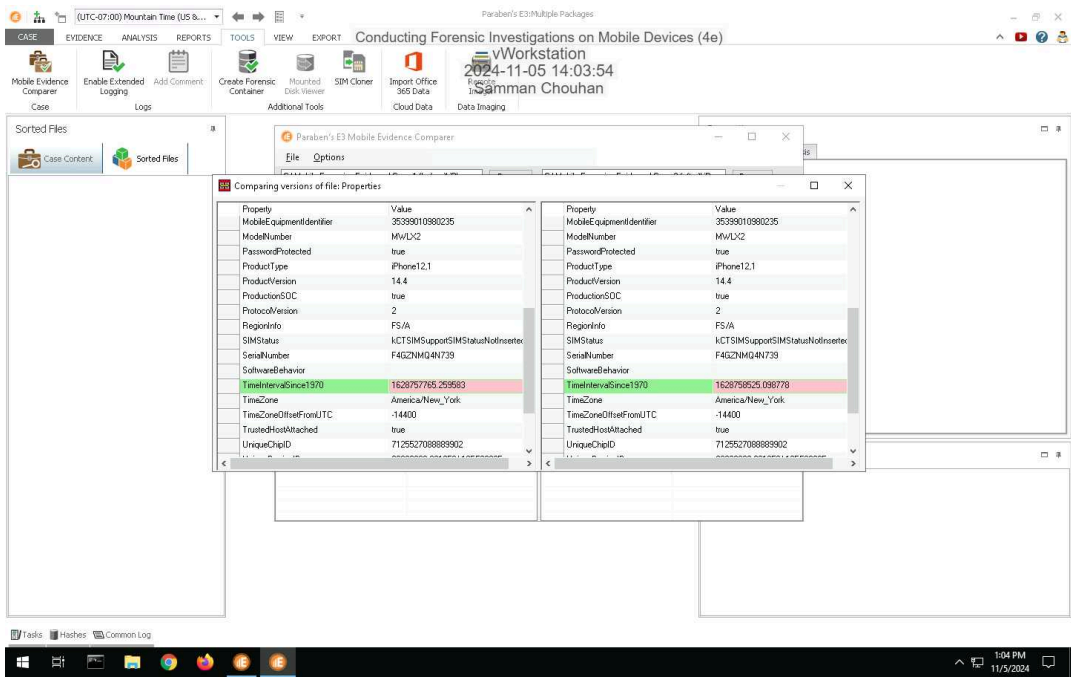 (UTC-07:00) Mountain Time (US &...
Paraben's E3:Multiple Packages
CASE EVIDENCE ANALYSIS REPORTS TOOLS VIEW EXPORT
Conducting Forensic Investigations on Mobile Devices (4e)
vWorkstation
2024-11-05 14:03:54
Samman Chouhan
Mobile Evidence Comparer
Enable Extended Logging
Add Comment
Create Forensic Container
Mounted Disk Viewer
SIM Cloner
Import Office 365 Data
Remote
Case Logs Additional Tools Cloud Data Data Imaging
Sorted Files
Case Content Sorted Files
Paraben's E3 Mobile Evidence Comparer
File Options
Comparing versions of file: Properties
Property Value Property Value
MobileEquipmentIdentifier 35399010980235 MobileEquipmentIdentifier 35399010980235
ModelNumber MWLX2 ModelNumber MWLX2
PasswordProtected true PasswordProtected true
ProductType iPhone12,1 ProductType iPhone12,1
ProductVersion 14.4 ProductVersion 14.4
ProductionSOC true ProductionSOC true
ProtocolVersion 2 ProtocolVersion 2
RegionInfo FS/A RegionInfo FS/A
SIMStatus kCTSIMSupportSIMStatusNotInserted SIMStatus kCTSIMSupportSIMStatusNotInserted
SerialNumber F4GZNMQ4N739 SerialNumber F4GZNMQ4N739
SoftwareBehavior SoftwareBehavior
TimeIntervalSince1970 1628757765.259583 TimeIntervalSince1970 1628758525.098778
TimeZone America/New_York TimeZone America/New_York
TimeZoneOffsetFromUTC -14400 TimeZoneOffsetFromUTC -14400
TrustedHostAttached true TrustedHostAttached true
UniqueChipID 7125527088889902 UniqueChipID 7125527088889902
Tasks Hashes Common Log
1:04 PM
11/5/2024